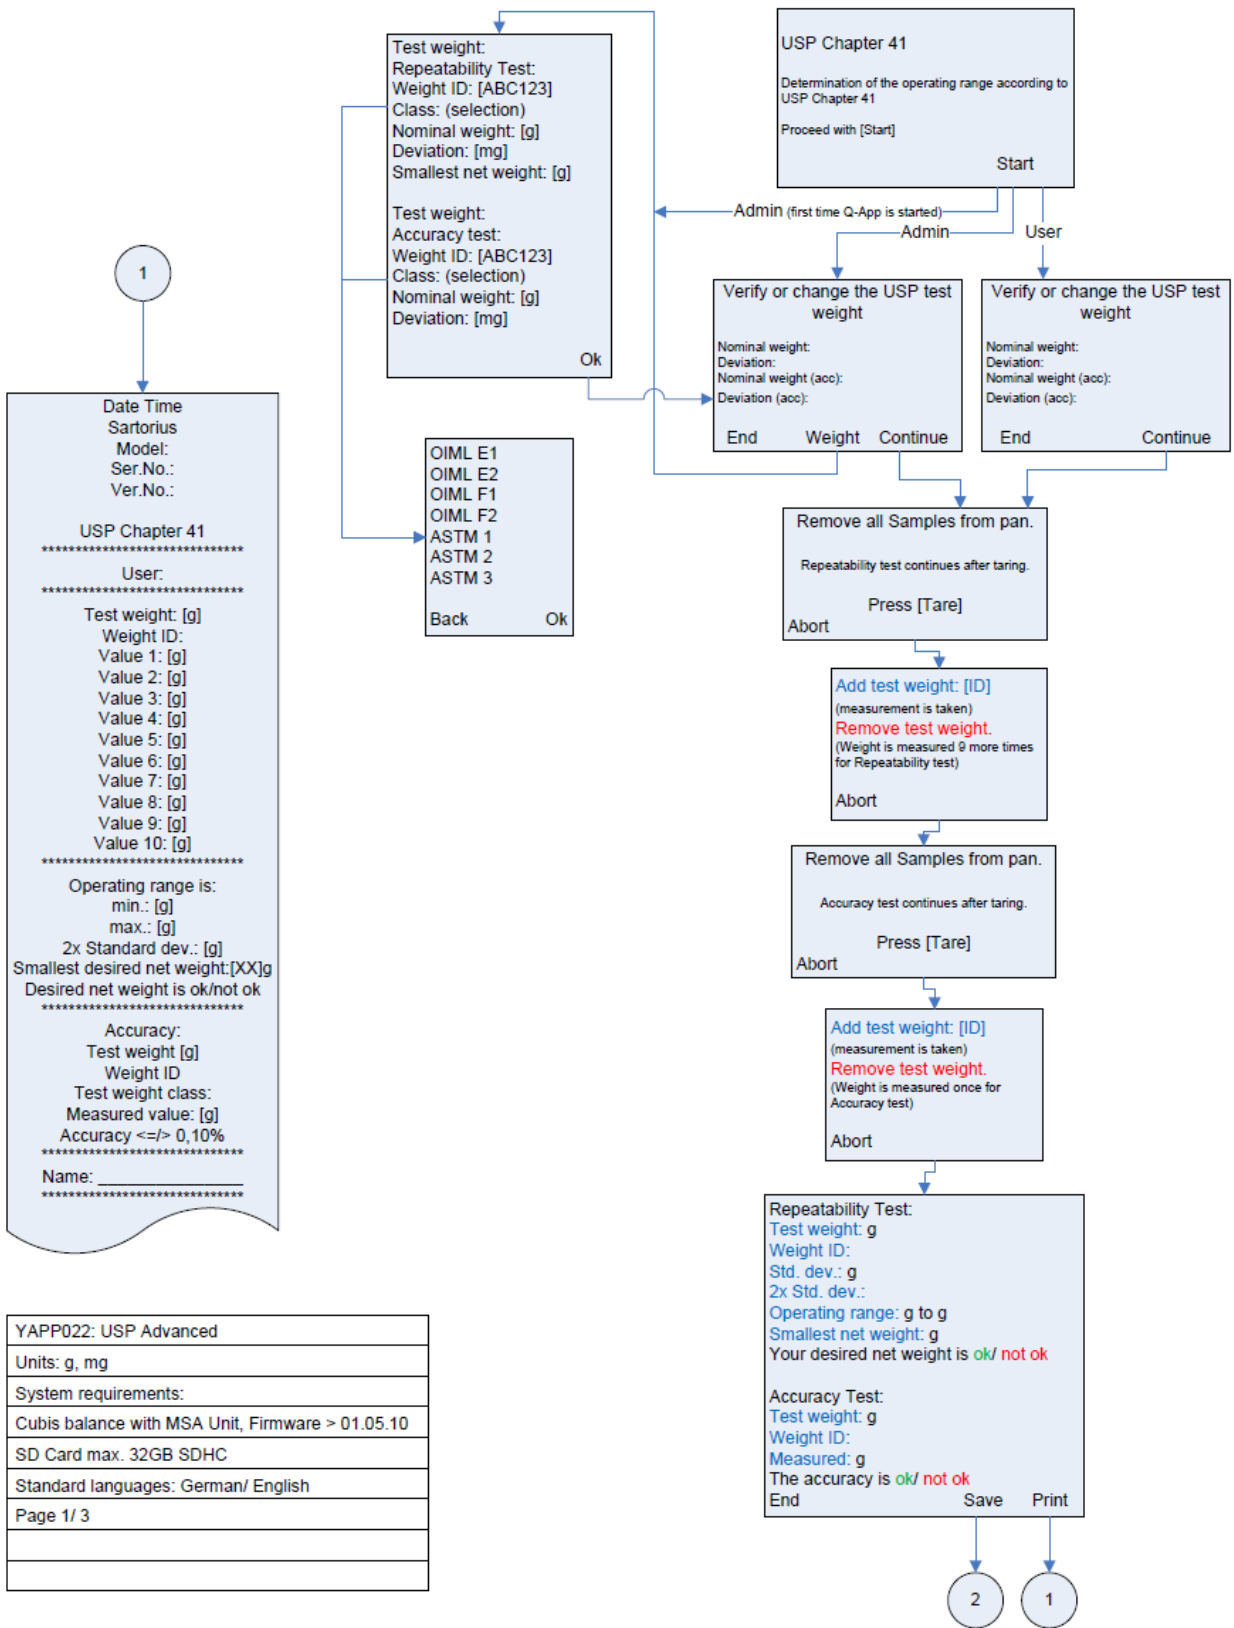 Test weight:
Repeatability Test:
Weight ID: [ABC123]
Class: (selection)
Nominal weight: [g]
Deviation: [mg]
Smallest net weight: [g]
Test weight:
Accuracy test:
Weight ID: [ABC123]
Class: (selection)
Nominal weight: [g]
Deviation: [mg]
Ok
USP Chapter 41
Determination of the operating range according to
USP Chapter 41
Proceed with [Start]
Start
Admin (first time Q-App is started)
Admin
User
Verify or change the USP test
weight
Nominal weight:
Deviation:
Nominal weight (acc):
Deviation (acc):
End Weight Continue
Verify or change the USP test
weight
Nominal weight:
Deviation:
Nominal weight (acc):
Deviation (acc):
End Continue
OIML E1
OIML E2
OIML F1
OIML F2
ASTM 1
ASTM 2
ASTM 3
Back Ok
Remove all Samples from pan.
Repeatability test continues after taring.
Press [Tare]
Abort
Add test weight: [ID]
(measurement is taken)
Remove test weight.
(Weight is measured 9 more times
for Repeatability test)
Abort
Remove all Samples from pan.
Accuracy test continues after taring.
Press [Tare]
Abort
Add test weight: [ID]
(measurement is taken)
Remove test weight.
(Weight is measured once for
Accuracy test)
Abort
Repeatability Test:
Test weight: g
Weight ID:
Std. dev.: g
2x Std. dev.:
Operating range: g to g
Smallest net weight: g
Your desired net weight is ok/ not ok
Accuracy Test:
Test weight: g
Weight ID:
Measured: g
The accuracy is ok/ not ok
End Save Print
2
1
1
Date Time
Sartorius
Model:
Ser.No.:
Ver.No.:
USP Chapter 41
******************************
User:
******************************
Test weight: [g]
Weight ID:
Value 1: [g]
Value 2: [g]
Value 3: [g]
Value 4: [g]
Value 5: [g]
Value 6: [g]
Value 7: [g]
Value 8: [g]
Value 9: [g]
Value 10: [g]
******************************
Operating range is:
min.: [g]
max.: [g]
2x Standard dev.: [g]
Smallest desired net weight:[XX]g
Desired net weight is ok/not ok
******************************
Accuracy:
Test weight [g]
Weight ID
Test weight class:
Measured value: [g]
Accuracy <=/> 0,10%
******************************
Name: _______________
******************************
YAPP022: USP Advanced
Units: g, mg
System requirements:
Cubis balance with MSA Unit, Firmware > 01.05.10
SD Card max. 32GB SDHC
Standard languages: German/ English
Page 1/ 3